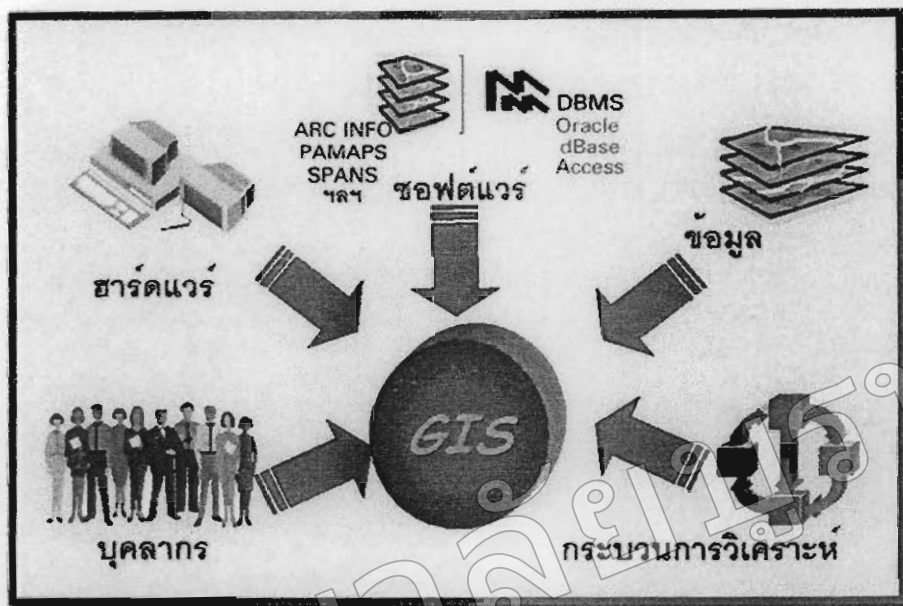 ARC INFO
PAMAPS
SPANS
ฯลฯ
DBMS
Oracle
dBase
Access
ซอฟต์แวร์
ข้อมูล
ฮาร์ดแวร์
GIS
บุคลากร
กระบวนการวิเคราะห์